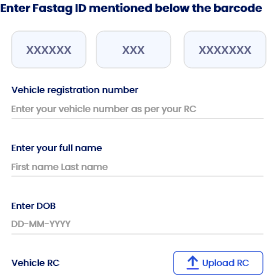 Enter Fastag ID mentioned below the barcode
XXXXXX XXX XXXXXXX
Vehicle registration number
Enter your vehicle number as per your RC
Enter your full name
First name Last name
Enter DOB
DD-MM-YYYY
Vehicle RC Upload RC